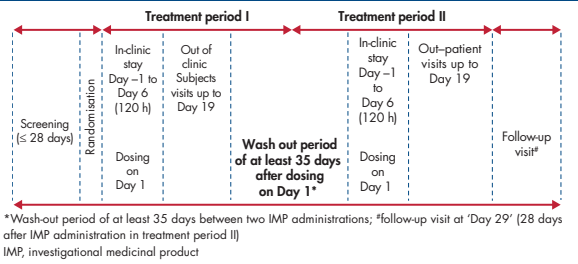 Treatment period I
Treatment period II
Screening
(≤ 28 days)
Randomisation
In-clinic
stay
Day –1 to
Day 6
(120 h)
Dosing
on
Day 1
Out of
clinic
Subjects
visits up to
Day 19
Wash out period
of at least 35 days
after dosing
on Day 1*
In-clinic
stay
Day –1
to
Day 6
(120 h)
Dosing
on
Day 1
Out–patient
visits up to
Day 19
Follow-up
visit#
*Wash-out period of at least 35 days between two IMP administrations; #follow-up visit at ‘Day 29’ (28 days
after IMP administration in treatment period II)
IMP, investigational medicinal product